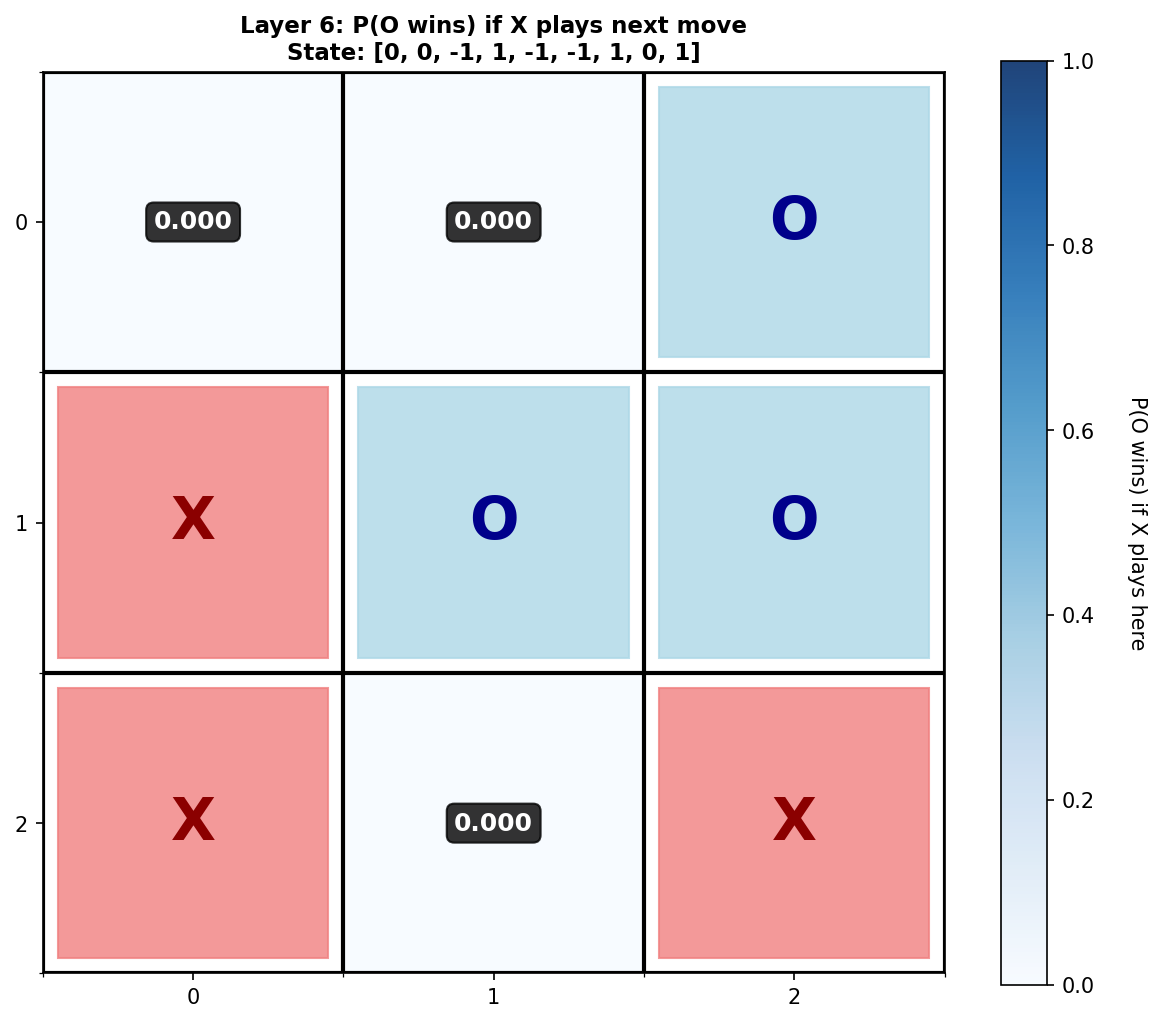 Layer 6: P(O wins) if X plays next move
State: [0, 0, -1, 1, -1, -1, 1, 0, 1]
0 0.000 0.000 O
1 X O O
2 X 0.000 X
0 1 2
1.0
0.8
0.6
0.4
0.2
0.0
P(O wins) if X plays here